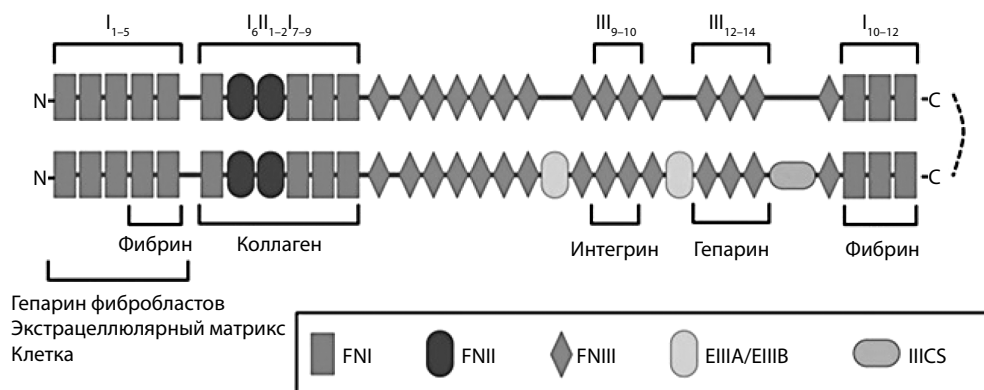 I1–5 I6II1–2I7–9 III9–10 III12–14 I10–12
N C
N C
Фибрин Коллаген Интегрин Гепарин Фибрин
Гепарин фибробластов
Экстрацеллюлярный матрикс
Клетка
FNI FNII FNIII EIIIA/EIIIB IIICS